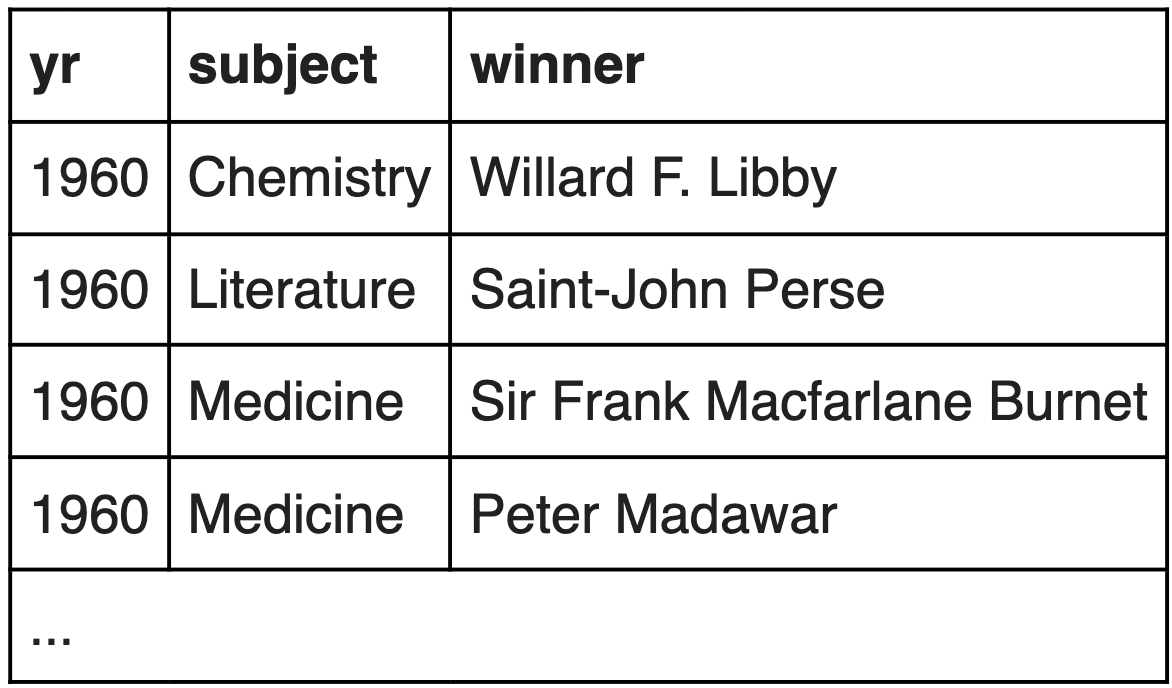 yr subject winner
1960 Chemistry Willard F. Libby
1960 Literature Saint-John Perse
1960 Medicine Sir Frank Macfarlane Burnet
1960 Medicine Peter Madawar
...